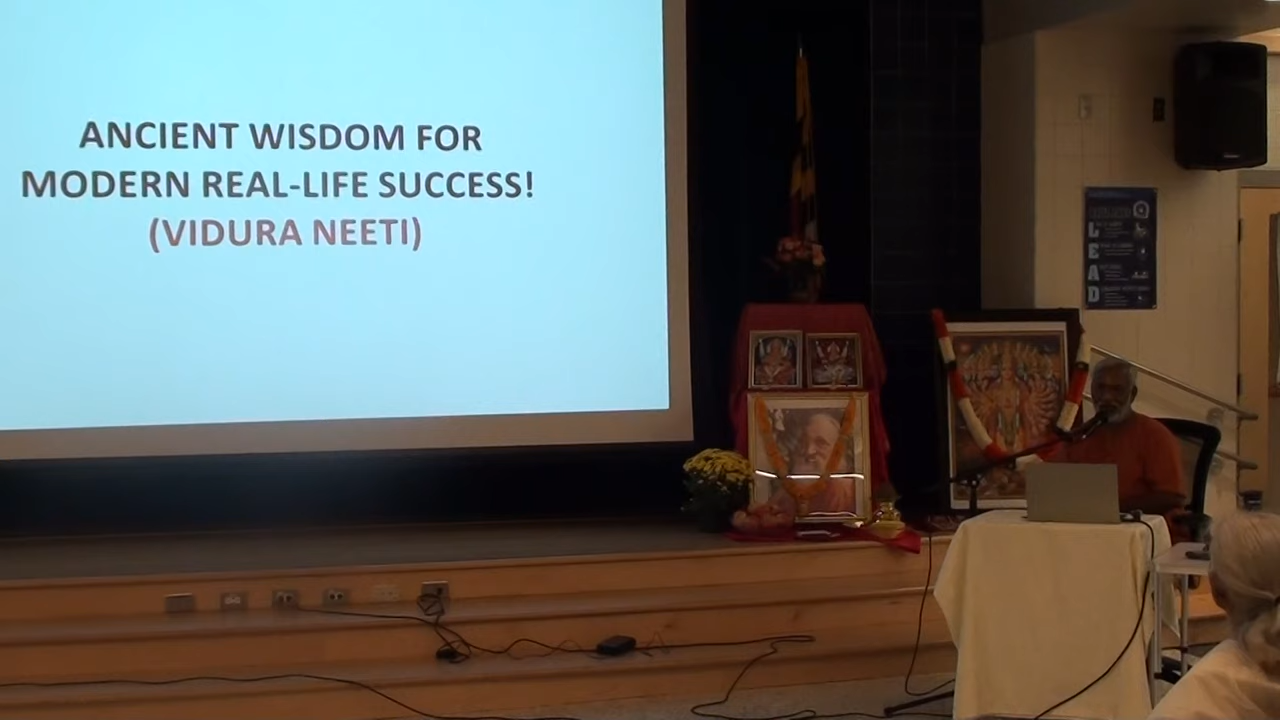 ANCIENT WISDOM FOR
MODERN REAL-LIFE SUCCESS!
(VIDURA NEETI)
L
E
A
D